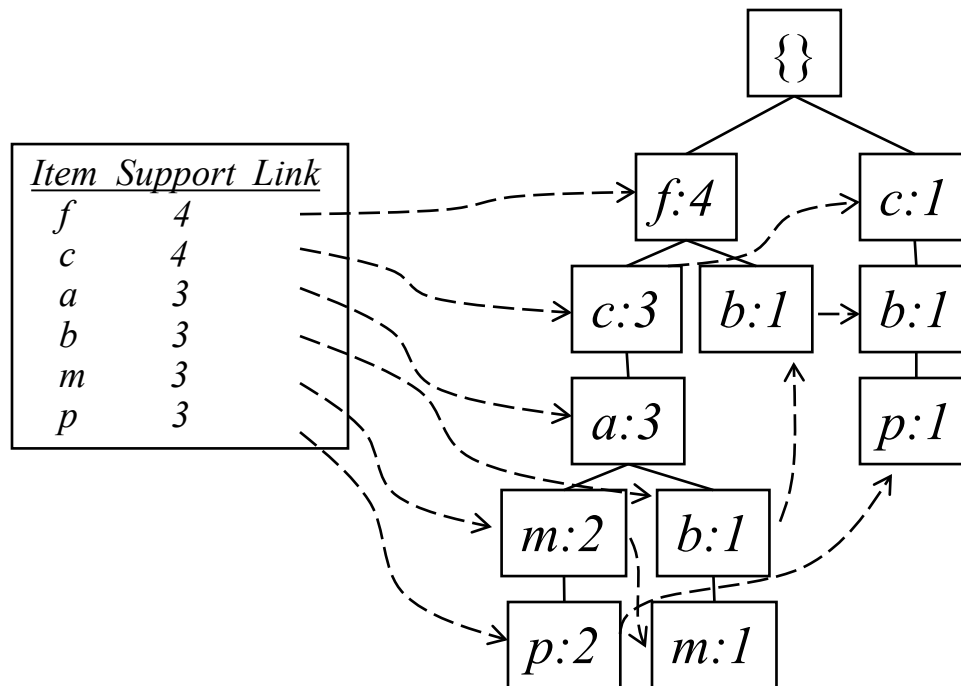 {}
Item Support Link
f 4
c 4
a 3
b 3
m 3
p 3
f:4 c:1
c:3 b:1 b:1
a:3 p:1
m:2 b:1
p:2 m:1